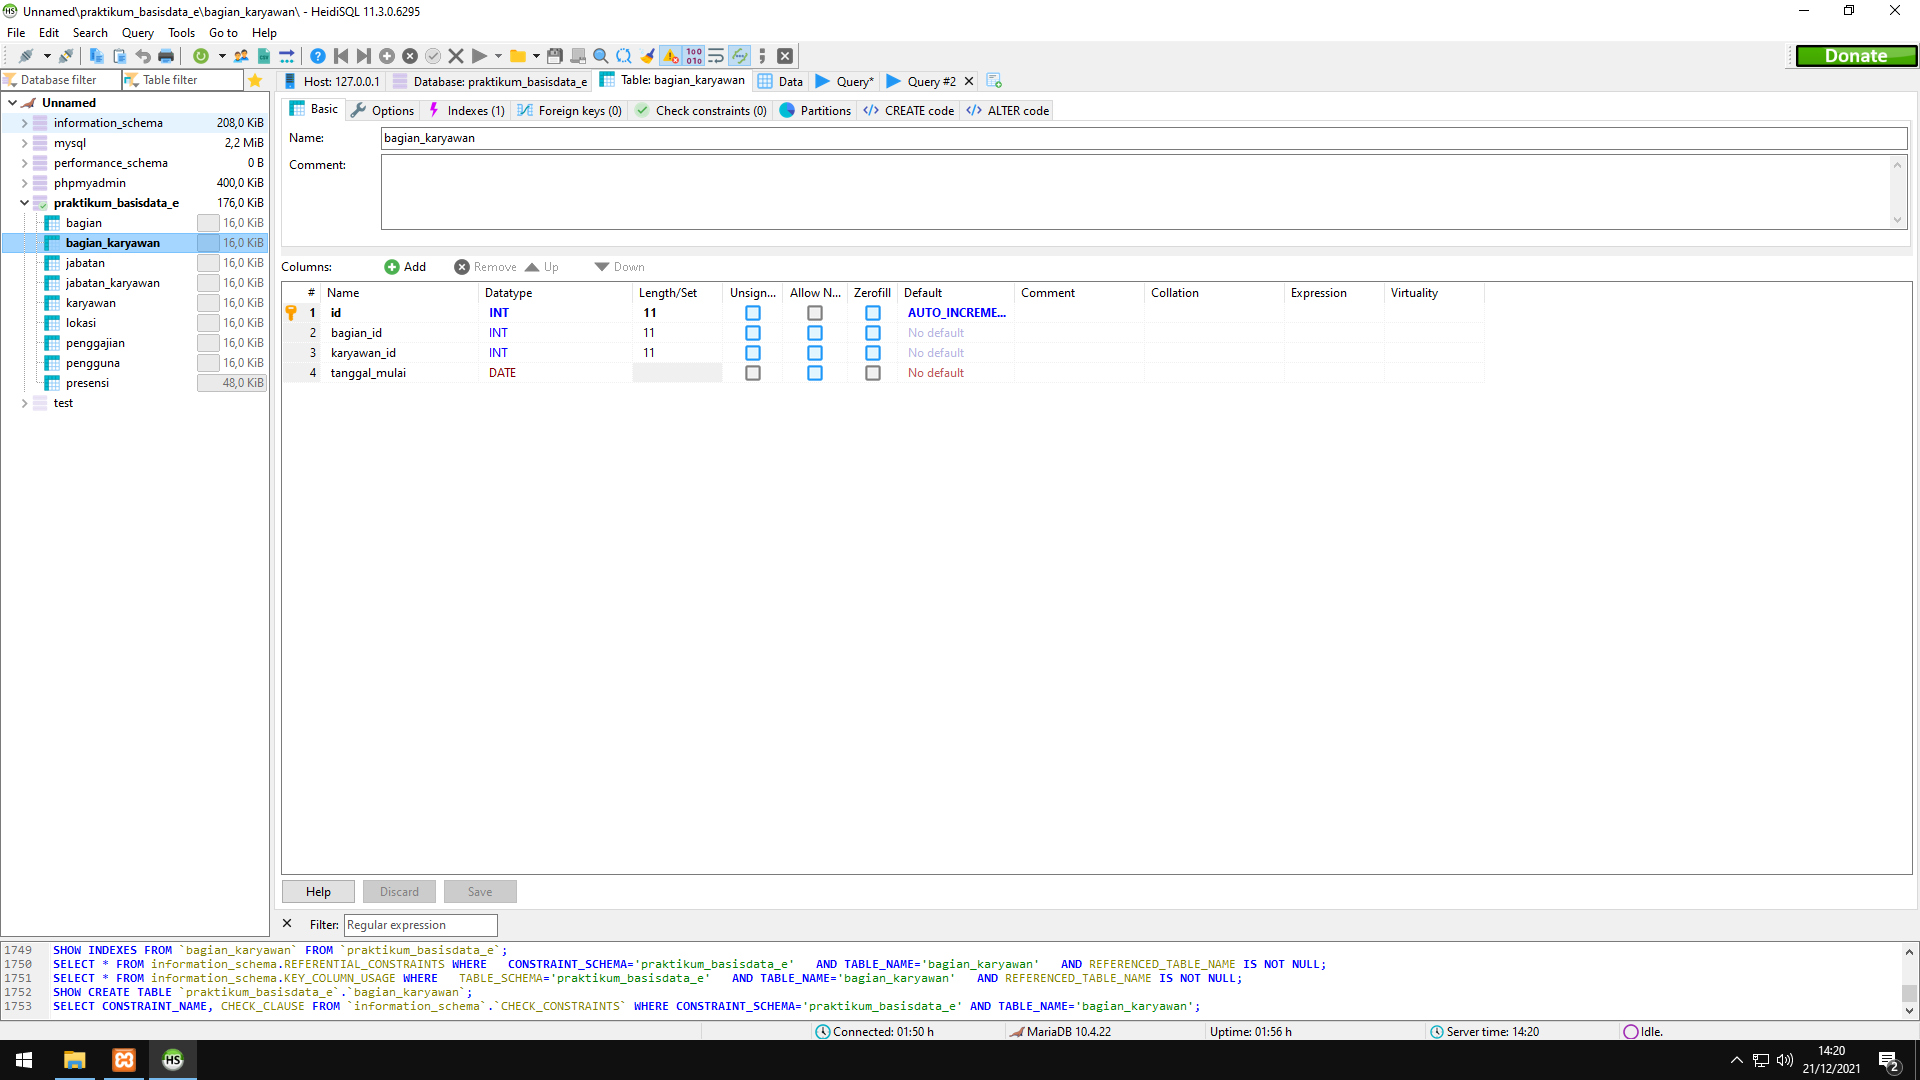 Unnamed\praktikum_basisdata_e\bagian_karyawan\ - HeidiSQL 11.3.0.6295
File Edit Search Query Tools Go to Help
Donate
Database filter Table filter
Host: 127.0.0.1 Database: praktikum_basisdata_e Table: bagian_karyawan Data Query* Query #2
Unnamed
information_schema 208,0 KiB
mysql 2,2 MiB
performance_schema 0 B
phpmyadmin 400,0 KiB
praktikum_basisdata_e 176,0 KiB
bagian 16,0 KiB
bagian_karyawan 16,0 KiB
jabatan 16,0 KiB
jabatan_karyawan 16,0 KiB
karyawan 16,0 KiB
lokasi 16,0 KiB
penggajian 16,0 KiB
pengguna 16,0 KiB
presensi 48,0 KiB
test
Basic Options Indexes (1) Foreign keys (0) Check constraints (0) Partitions CREATE code ALTER code
Name: bagian_karyawan
Comment:
Columns: Add Remove Up Down
# Name Datatype Length/Set Unsign... Allow N... Zerofill Default Comment Collation Expression Virtuality
1 id INT 11 AUTO_INCREME...
2 bagian_id INT 11 No default
3 karyawan_id INT 11 No default
4 tanggal_mulai DATE No default
Help Discard Save
Filter: Regular expression
1749 SHOW INDEXES FROM `bagian_karyawan` FROM `praktikum_basisdata_e`;
1750 SELECT * FROM information_schema.REFERENTIAL_CONSTRAINTS WHERE CONSTRAINT_SCHEMA='praktikum_basisdata_e' AND TABLE_NAME='bagian_karyawan' AND REFERENCED_TABLE_NAME IS NOT NULL;
1751 SELECT * FROM information_schema.KEY_COLUMN_USAGE WHERE TABLE_SCHEMA='praktikum_basisdata_e' AND TABLE_NAME='bagian_karyawan' AND REFERENCED_TABLE_NAME IS NOT NULL;
1752 SHOW CREATE TABLE `praktikum_basisdata_e`.`bagian_karyawan`;
1753 SELECT CONSTRAINT_NAME, CHECK_CLAUSE FROM `information_schema`.`CHECK_CONSTRAINTS` WHERE CONSTRAINT_SCHEMA='praktikum_basisdata_e' AND TABLE_NAME='bagian_karyawan';
Connected: 01:50 h MariaDB 10.4.22 Uptime: 01:56 h Server time: 14:20 Idle.
HS
14:20
21/12/2021
2